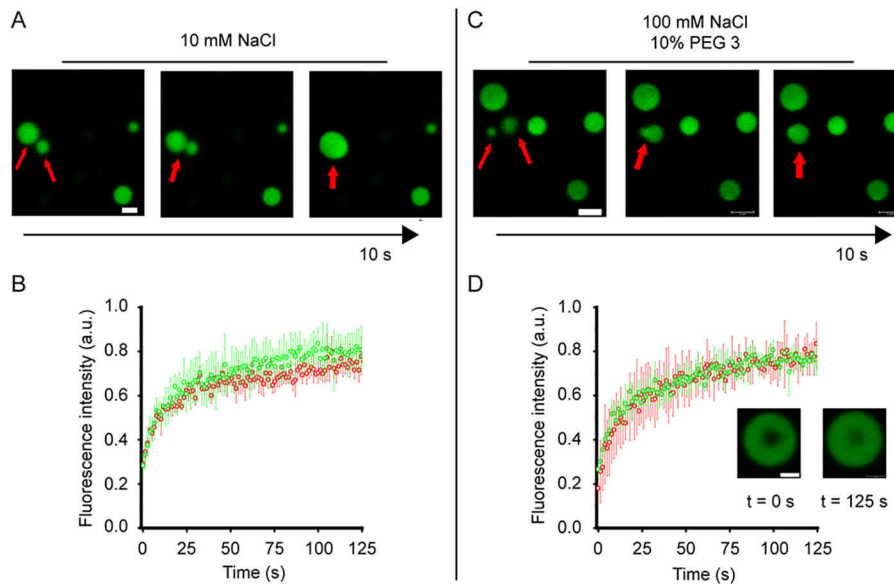 A
10 mM NaCl
10 s
B
Fluorescence intensity (a.u.)
1.0
0.8
0.6
0.4
0.2
0.0
0
25
50
75
100
125
Time (s)
C
100 mM NaCl
10% PEG 3
10 s
D
Fluorescence intensity (a.u.)
1.0
0.8
0.6
0.4
0.2
0.0
t = 0 s
t = 125 s
0
25
50
75
100
125
Time (s)